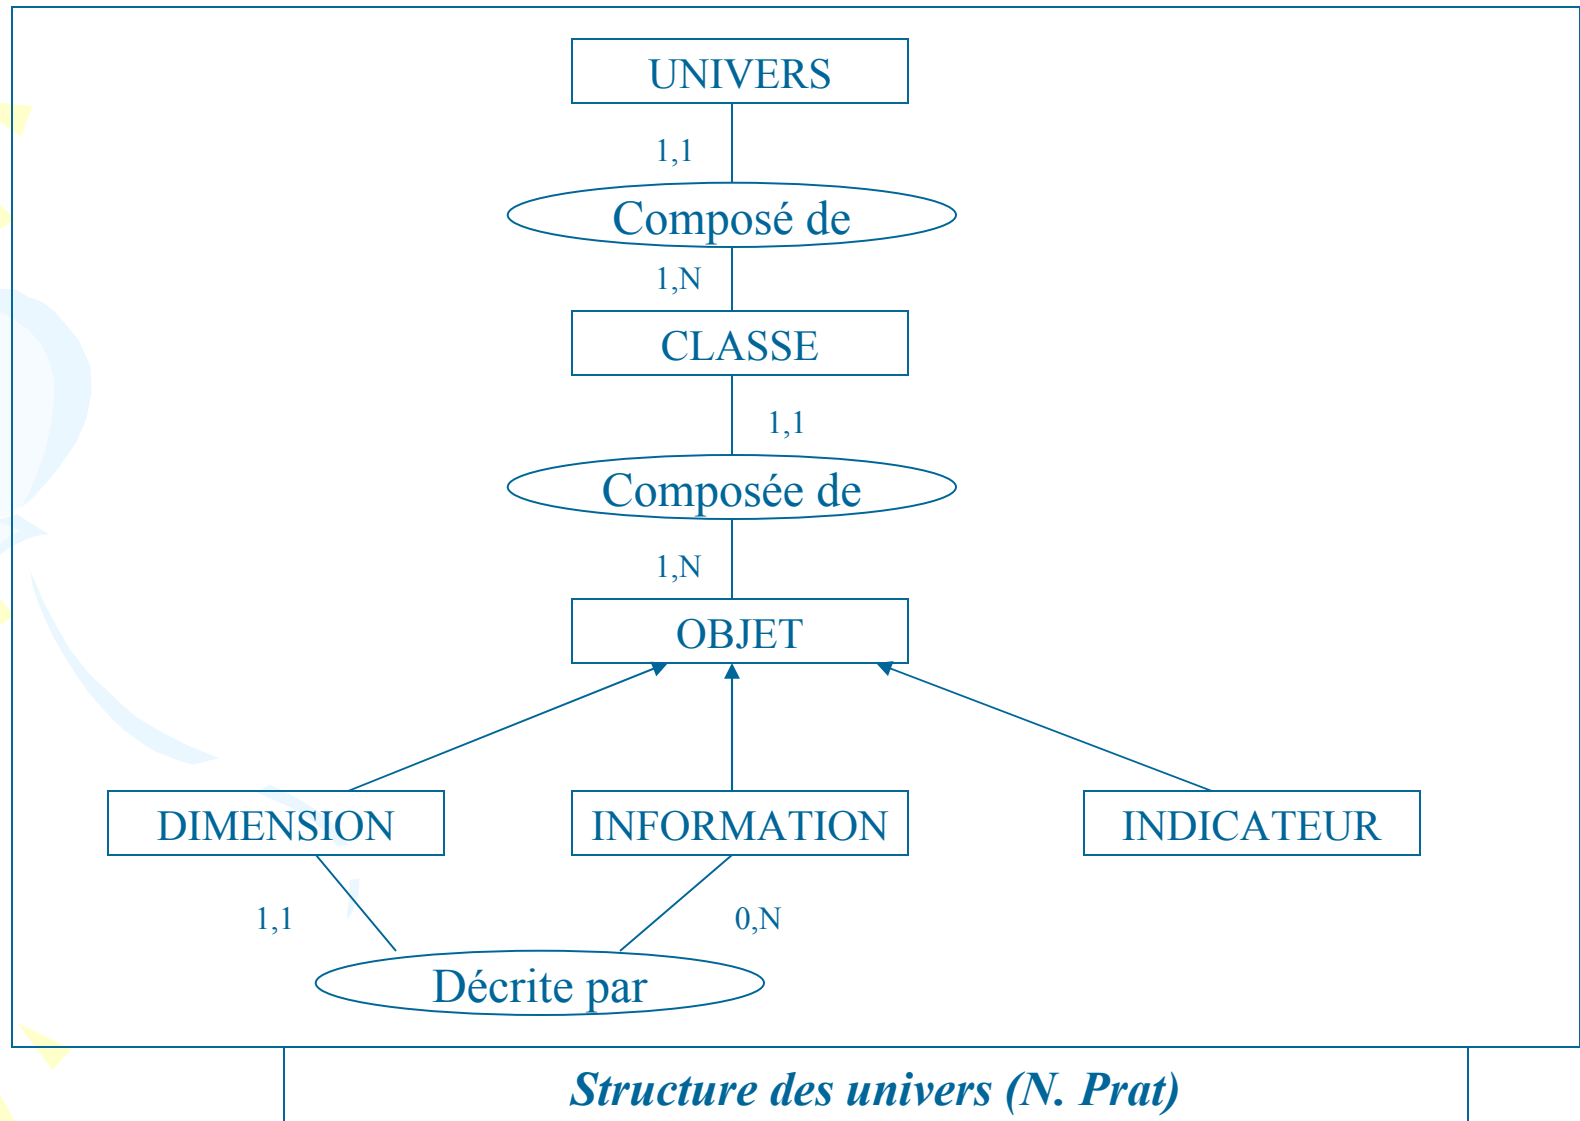 UNIVERS
1,1
Composé de
1,N
CLASSE
1,1
Composée de
1,N
OBJET
DIMENSION
INFORMATION
INDICATEUR
1,1
0,N
Décrite par
Structure des univers (N. Prat)